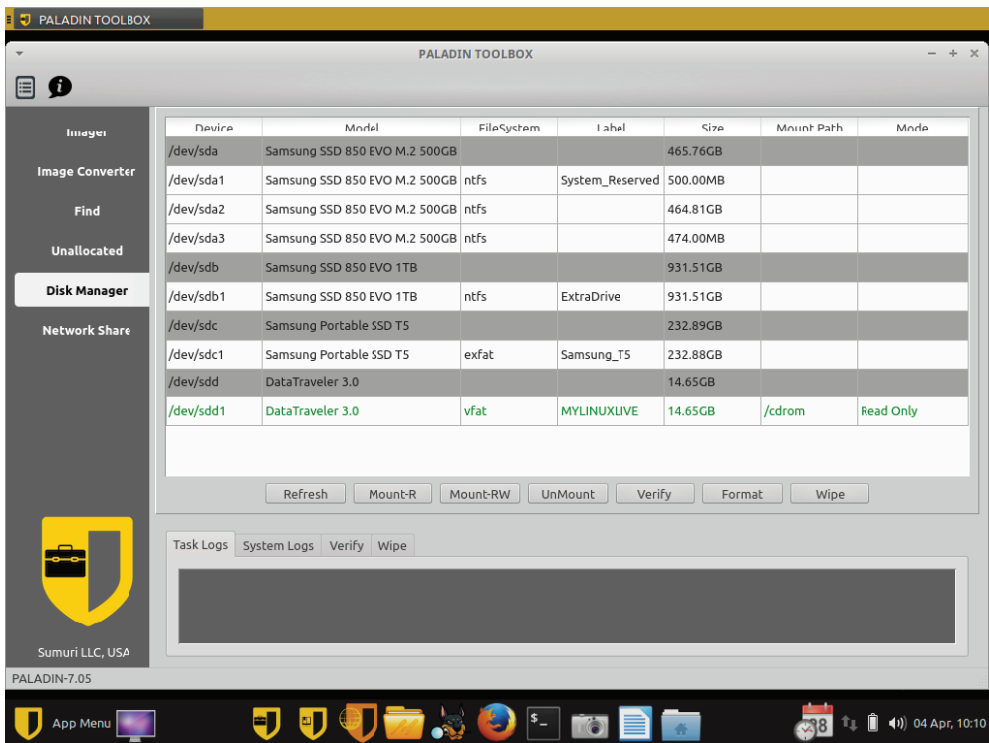 PALADIN TOOLBOX
PALADIN TOOLBOX
Imager
Image Converter
Find
Unallocated
Disk Manager
Network Share
Device Model FileSystem Label Size Mount Path Mode
/dev/sda Samsung SSD 850 EVO M.2 500GB 465.76GB
/dev/sda1 Samsung SSD 850 EVO M.2 500GB ntfs System_Reserved 500.00MB
/dev/sda2 Samsung SSD 850 EVO M.2 500GB ntfs 464.81GB
/dev/sda3 Samsung SSD 850 EVO M.2 500GB ntfs 474.00MB
/dev/sdb Samsung SSD 850 EVO 1TB 931.51GB
/dev/sdb1 Samsung SSD 850 EVO 1TB ntfs ExtraDrive 931.51GB
/dev/sdc Samsung Portable SSD T5 232.89GB
/dev/sdc1 Samsung Portable SSD T5 exfat Samsung_T5 232.88GB
/dev/sdd DataTraveler 3.0 14.65GB
/dev/sdd1 DataTraveler 3.0 vfat MYLINUXLIVE 14.65GB /cdrom Read Only
Refresh Mount-R Mount-RW UnMount Verify Format Wipe
Task Logs System Logs Verify Wipe
Sumuri LLC, USA
PALADIN-7.05
App Menu $_ 04 Apr, 10:10